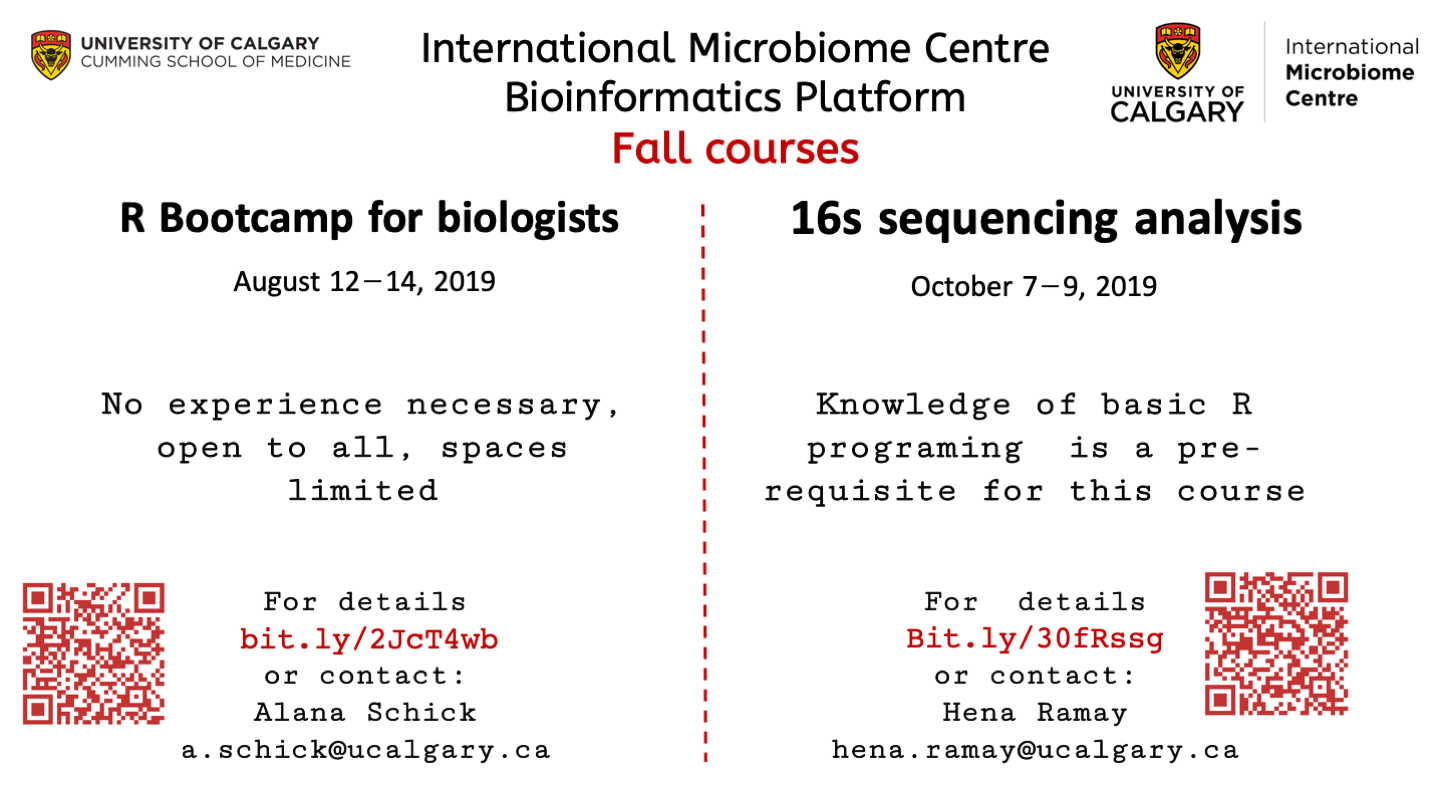 UNIVERSITY OF CALGARY
CUMMING SCHOOL OF MEDICINE
International Microbiome Centre
Bioinformatics Platform
Fall courses
UNIVERSITY OF
CALGARY
International
Microbiome
Centre
R Bootcamp for biologists
August 12–14, 2019
No experience necessary,
open to all, spaces
limited
For details
bit.ly/2JcT4wb
or contact:
Alana Schick
a.schick@ucalgary.ca
16s sequencing analysis
October 7–9, 2019
Knowledge of basic R
programing  is a pre-
requisite for this course
For  details
Bit.ly/30fRssg
or contact:
Hena Ramay
hena.ramay@ucalgary.ca